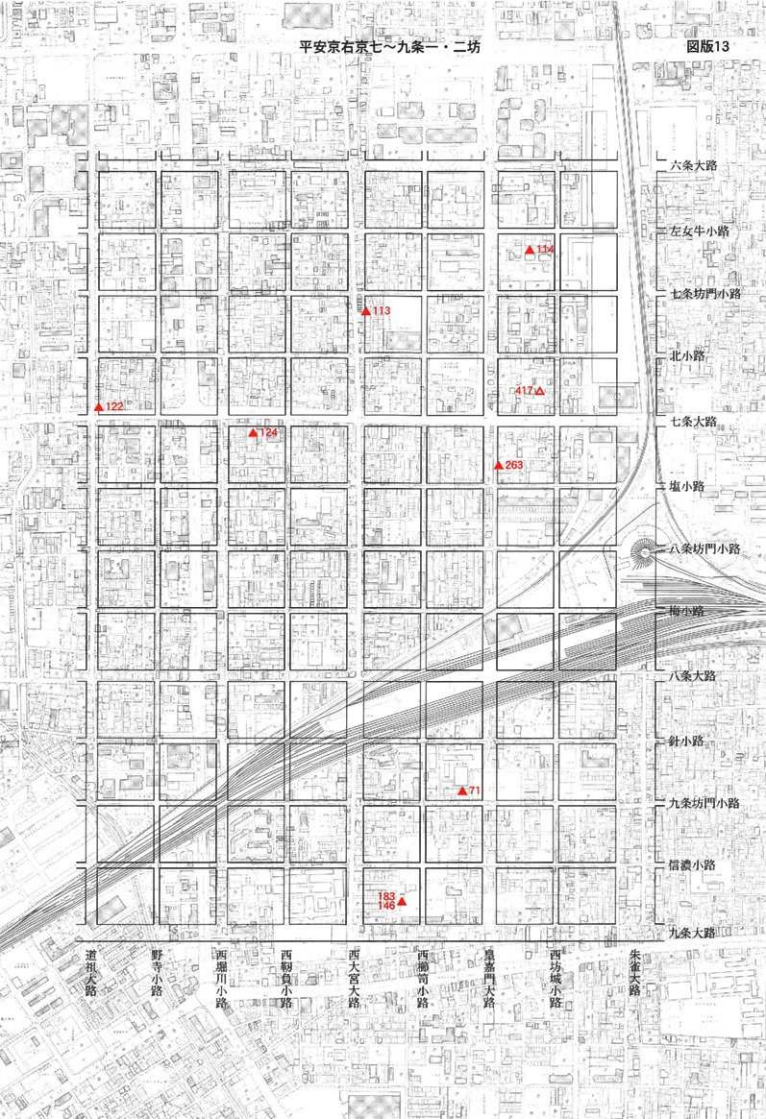 平安京右京七～九条一・二坊
図版13
六条大路
左女牛小路
▲114
七条坊門小路
▲113
北小路
417△
▲122
七条大路
▲124
▲263
塩小路
八条坊門小路
梅小路
八条大路
針小路
▲71
九条坊門小路
信濃小路
183
146▲
九条大路
道祖大路
野寺小路
西堀川小路
西靭負小路
西大宮大路
西櫛笥小路
皇嘉門大路
西坊城小路
朱雀大路